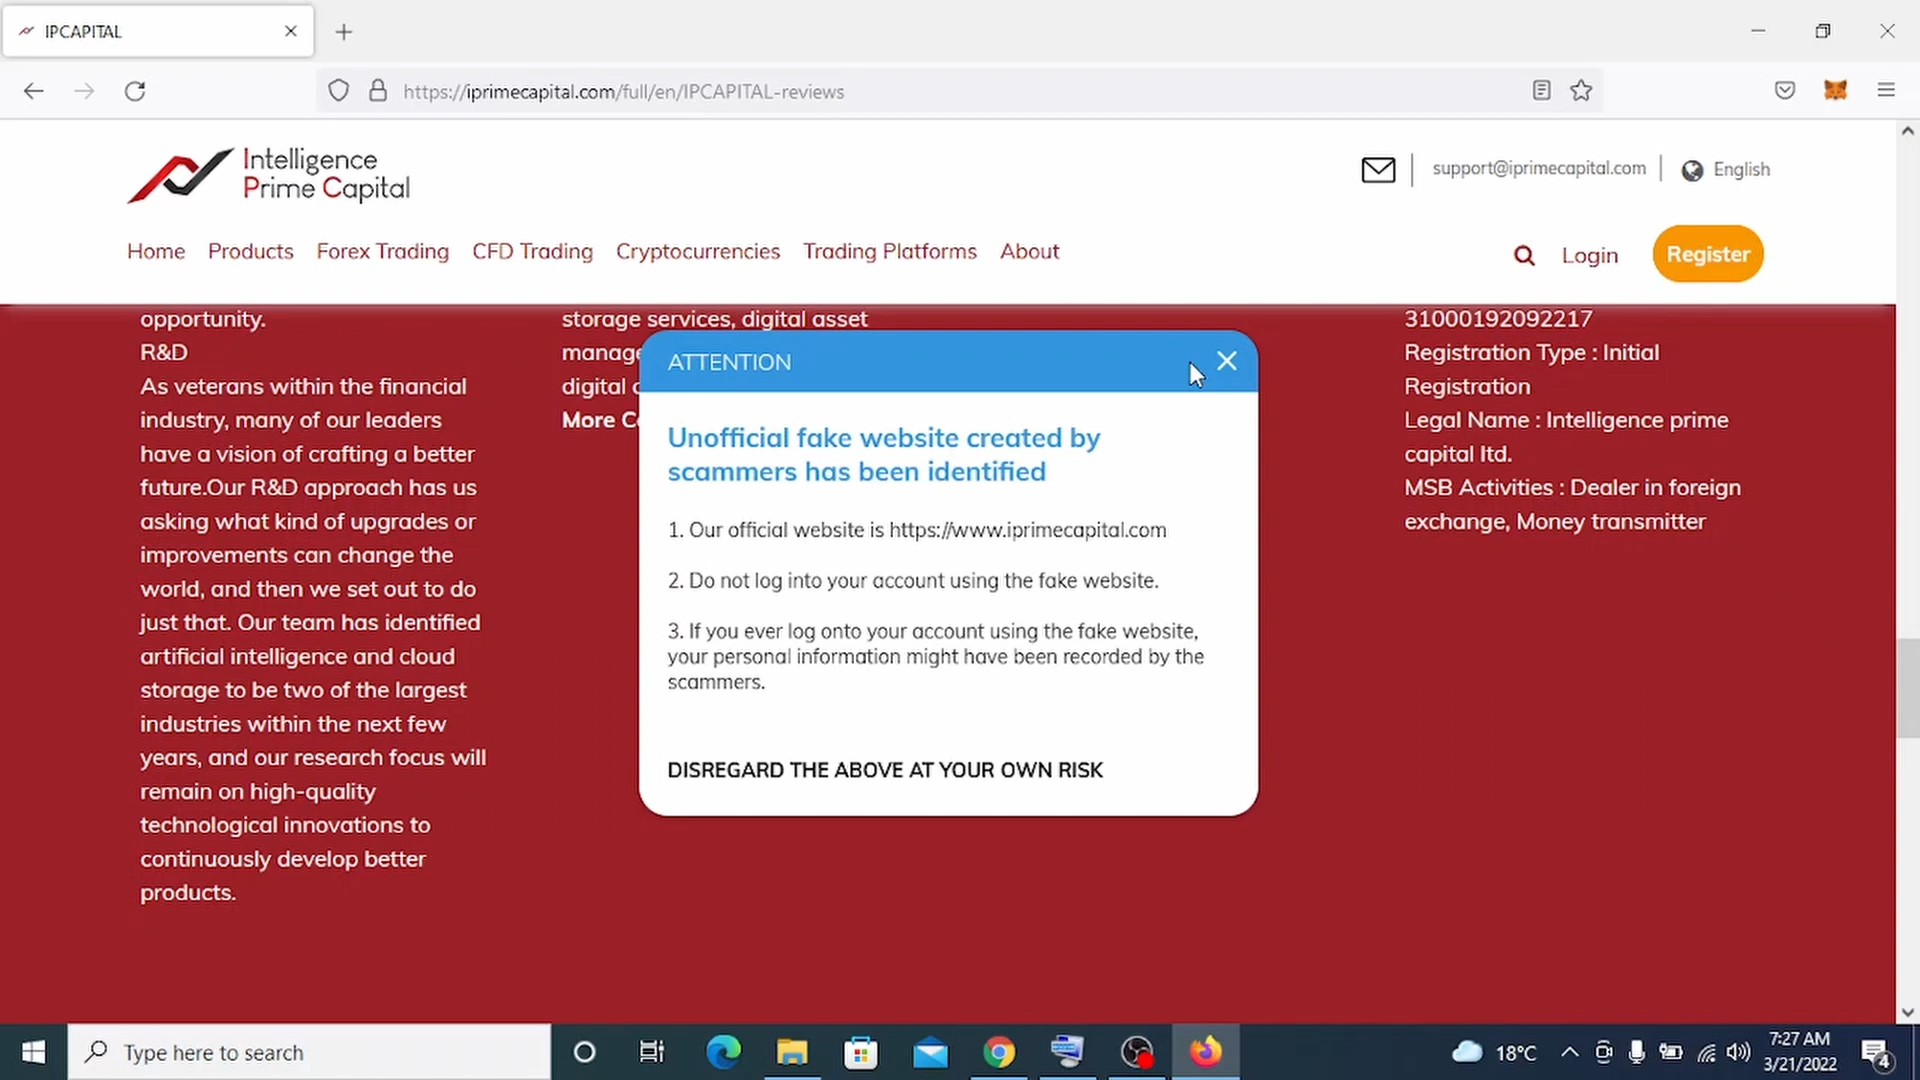 IPCAPITAL
https://iprimecapital.com/full/en/IPCAPITAL-reviews
Intelligence
Prime Capital
support@iprimecapital.com
English
Home Products Forex Trading CFD Trading Cryptocurrencies Trading Platforms About
Login
Register
opportunity.
R&D
As veterans within the financial
industry, many of our leaders
have a vision of crafting a better
future.Our R&D approach has us
asking what kind of upgrades or
improvements can change the
world, and then we set out to do
just that. Our team has identified
artificial intelligence and cloud
storage to be two of the largest
industries within the next few
years, and our research focus will
remain on high-quality
technological innovations to
continuously develop better
products.
storage services, digital asset
digital
More
ATTENTION
Unofficial fake website created by
scammers has been identified
1. Our official website is https://www.iprimecapital.com
2. Do not log into your account using the fake website.
3. If you ever log onto your account using the fake website,
your personal information might have been recorded by the
scammers.
DISREGARD THE ABOVE AT YOUR OWN RISK
31000192092217
Registration Type : Initial
Registration
Legal Name : Intelligence prime
capital ltd.
MSB Activities : Dealer in foreign
exchange, Money transmitter
Type here to search
18°C
7:27 AM
3/21/2022
4